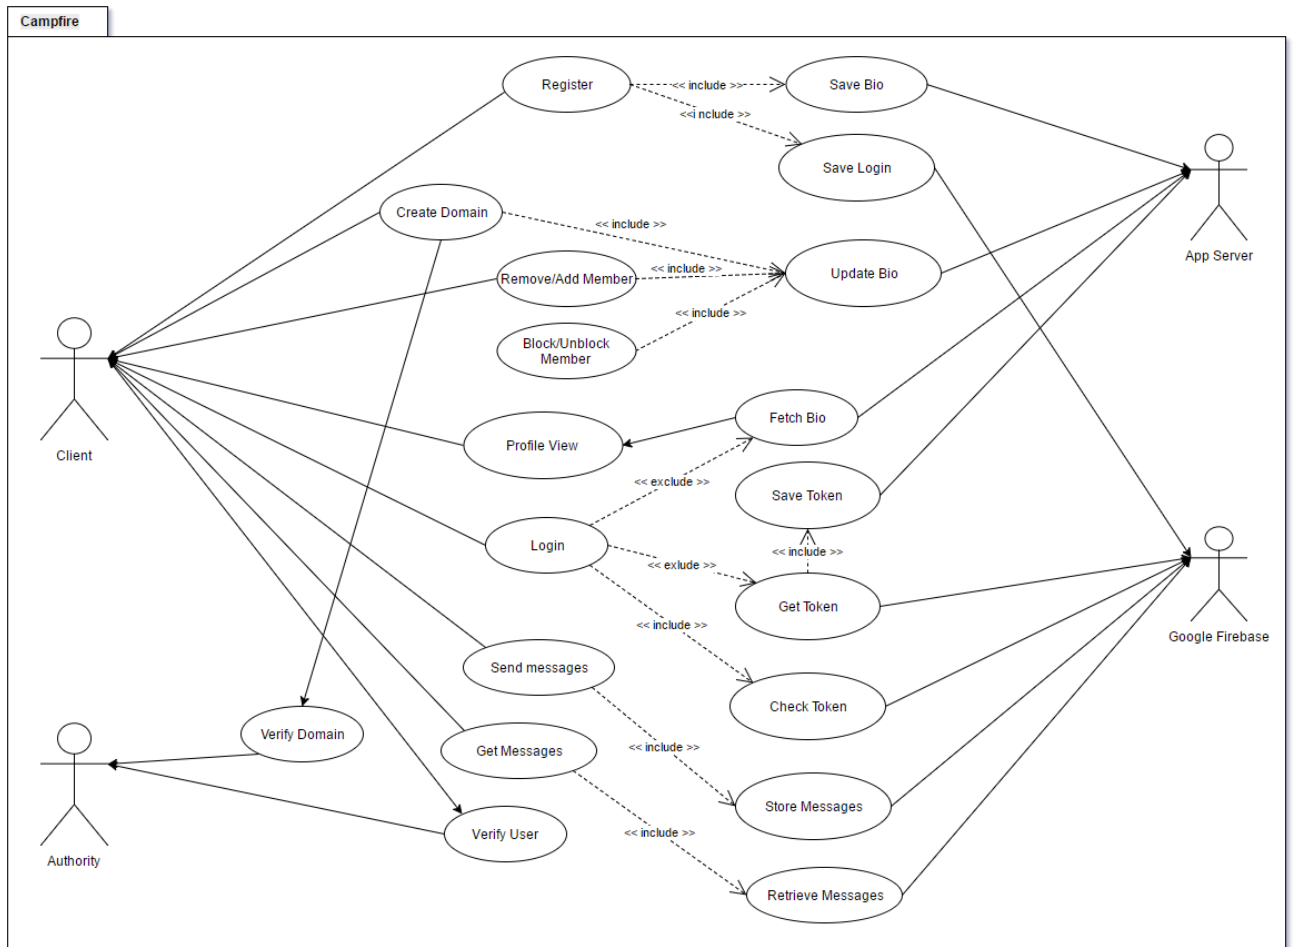 Campfire
Register
<< include >>
Save Bio
<<i nclude >>
Save Login
App Server
Create Domain
<< include >>
Remove/Add Member
<< include >>
Update Bio
<< include >>
Block/Unblock
Member
Client
Profile View
Fetch Bio
<< exclude >>
Save Token
Login
<< include >>
<< exlude >>
Get Token
Google Firebase
<< include >>
Send messages
Check Token
Verify Domain
Get Messages
<< include >>
Store Messages
Verify User
<< include >>
Authority
Retrieve Messages